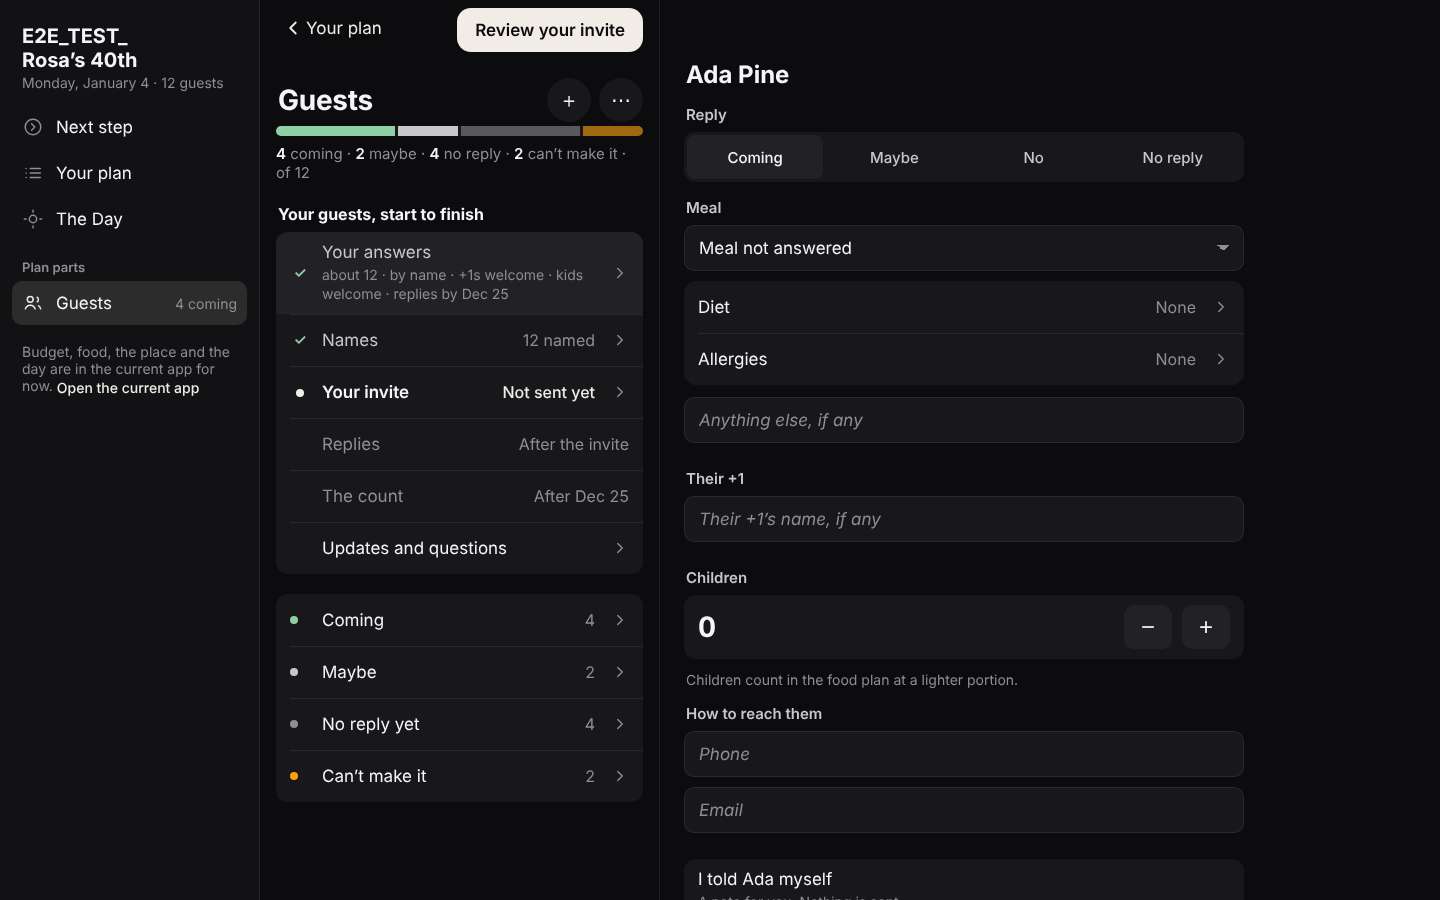 E2E_TEST_
Rosa’s 40th
Monday, January 4 · 12 guests
Next step
Your plan
The Day
Plan parts
Guests 4 coming
Budget, food, the place and the
day are in the current app for
now. Open the current app
Your plan
Review your invite
Guests
4 coming · 2 maybe · 4 no reply · 2 can’t make it ·
of 12
Your guests, start to finish
Your answers
about 12 · by name · +1s welcome · kids
welcome · replies by Dec 25
Names 12 named
Your invite Not sent yet
Replies After the invite
The count After Dec 25
Updates and questions
Coming 4
Maybe 2
No reply yet 4
Can’t make it 2
Ada Pine
Reply
Coming Maybe No No reply
Meal
Meal not answered
Diet None
Allergies None
Anything else, if any
Their +1
Their +1’s name, if any
Children
0
Children count in the food plan at a lighter portion.
How to reach them
Phone
Email
I told Ada myself